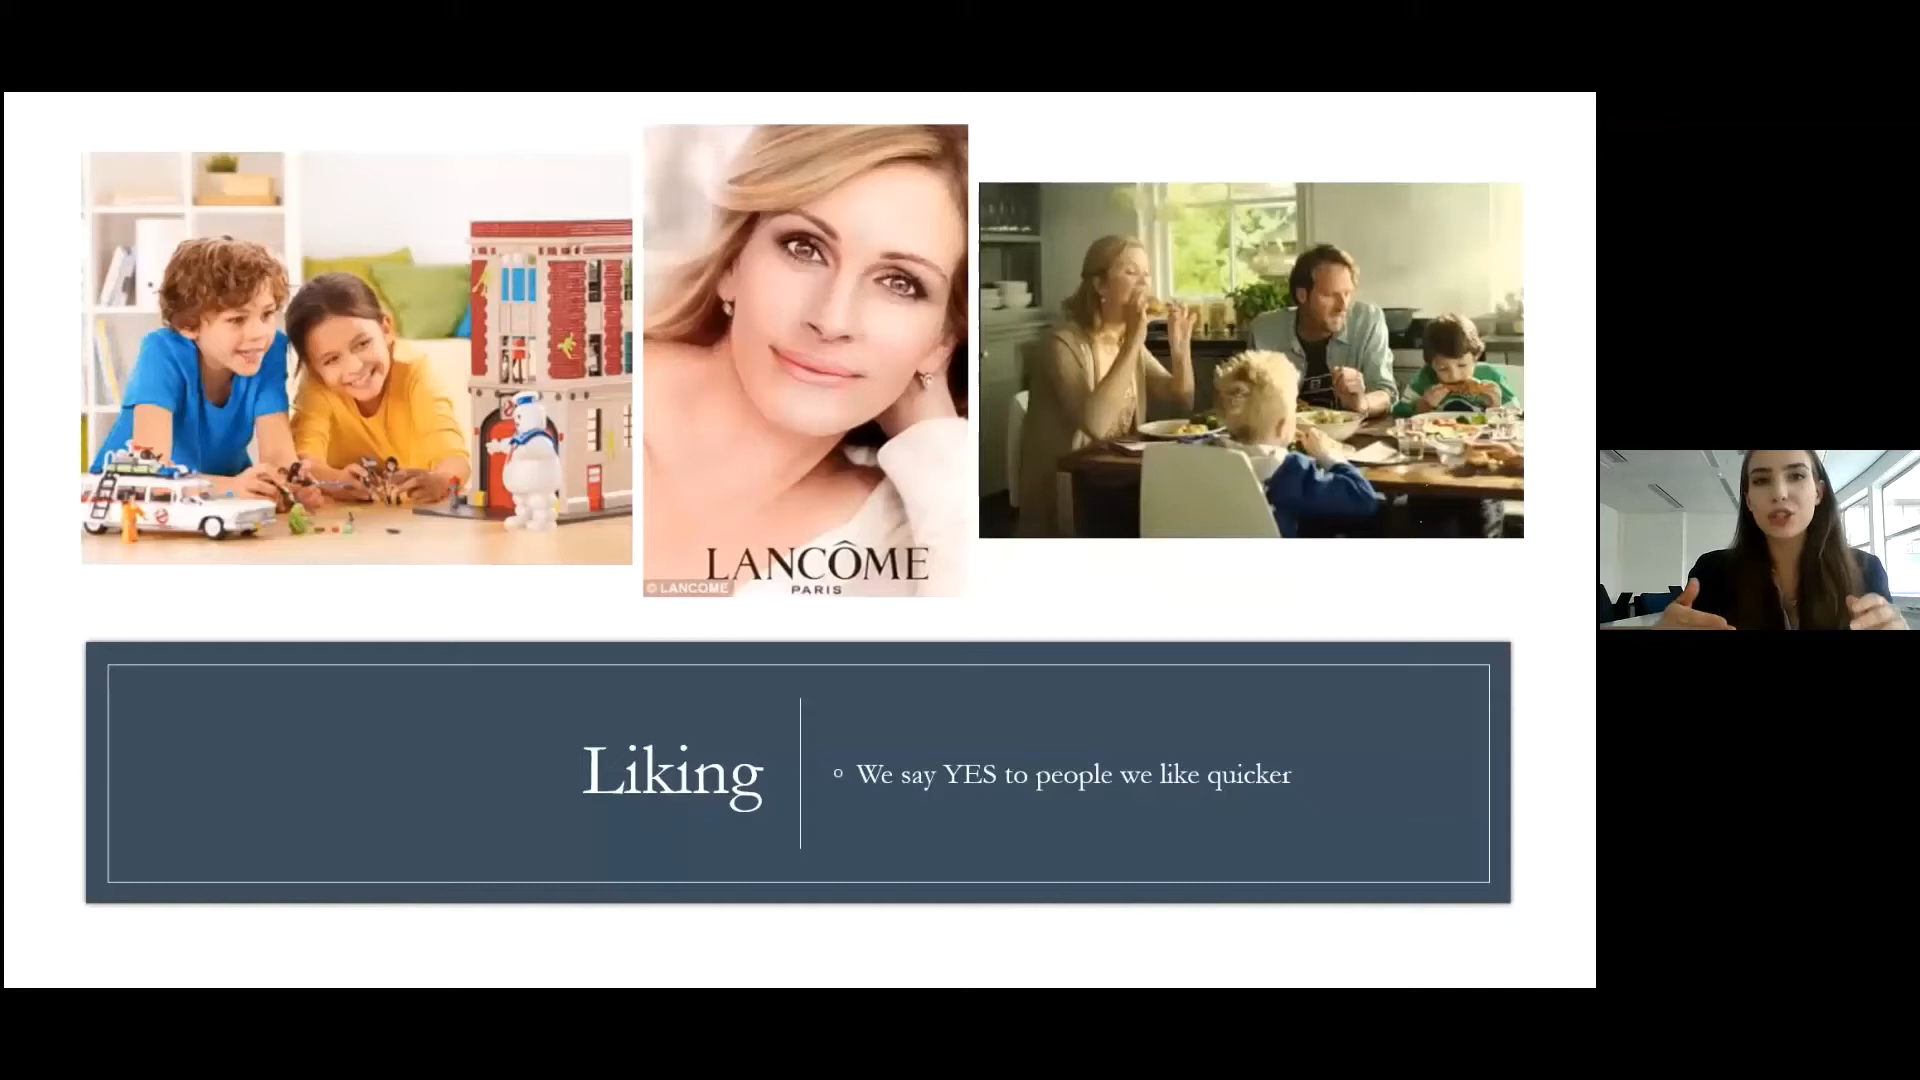 LANCÔME
PARIS
© LANCOME
Liking
We say YES to people we like quicker